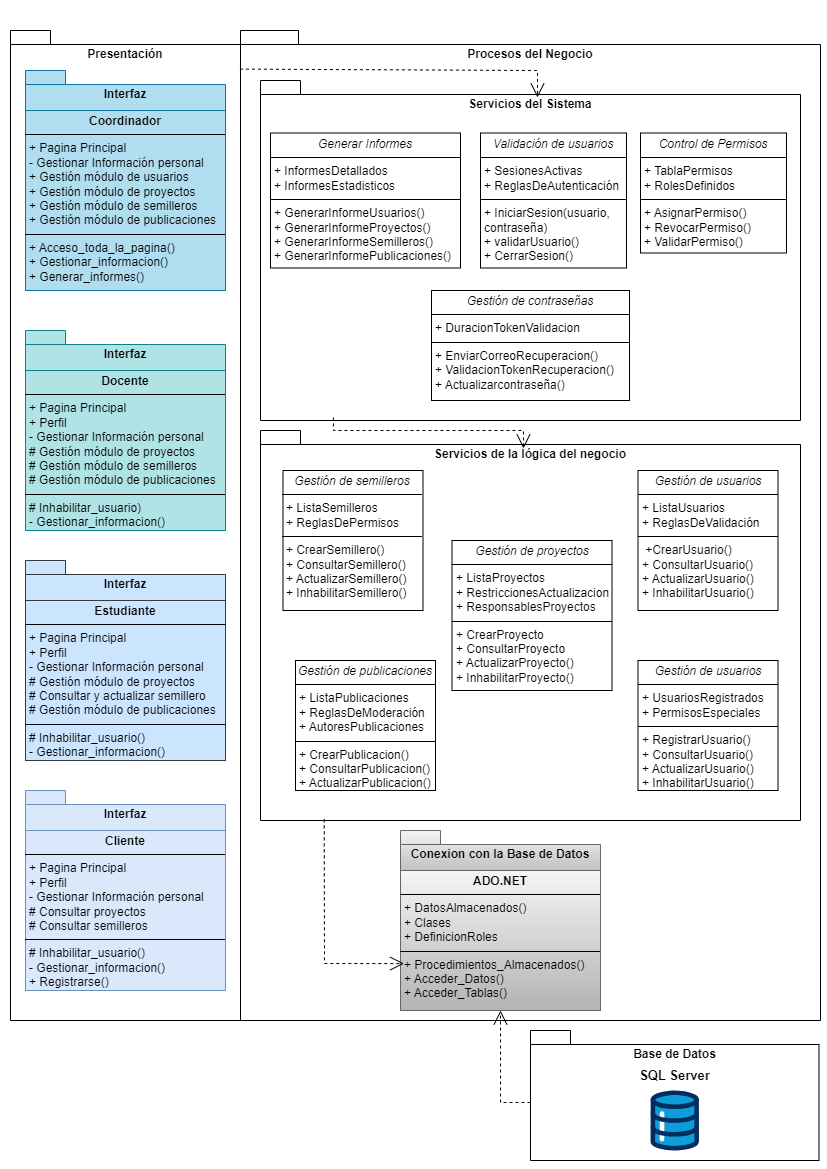 Presentación
Interfaz
Coordinador
+ Pagina Principal
- Gestionar Información personal
+ Gestión módulo de usuarios
+ Gestión módulo de proyectos
+ Gestión módulo de semilleros
+ Gestión módulo de publicaciones
+ Acceso_toda_la_pagina()
+ Gestionar_informacion()
+ Generar_informes()
Interfaz
Docente
+ Pagina Principal
+ Perfil
- Gestionar Información personal
# Gestión módulo de proyectos
# Gestión módulo de semilleros
# Gestión módulo de publicaciones
# Inhabilitar_usuario)
- Gestionar_informacion()
Interfaz
Estudiante
+ Pagina Principal
+ Perfil
- Gestionar Información personal
# Gestión módulo de proyectos
# Consultar y actualizar semillero
# Gestión módulo de publicaciones
# Inhabilitar_usuario()
- Gestionar_informacion()
Interfaz
Cliente
+ Pagina Principal
+ Perfil
- Gestionar Información personal
# Consultar proyectos
# Consultar semilleros
# Inhabilitar_usuario()
- Gestionar_informacion()
+ Registrarse()
Procesos del Negocio
Servicios del Sistema
Generar Informes
+ InformesDetallados
+ InformesEstadisticos
+ GenerarInformeUsuarios()
+ GenerarInformeProyectos()
+ GenerarInformeSemilleros()
+ GenerarInformePublicaciones()
Validación de usuarios
+ SesionesActivas
+ ReglasDeAutenticación
+ IniciarSesion(usuario,
contraseña)
+ validarUsuario()
+ CerrarSesion()
Control de Permisos
+ TablaPermisos
+ RolesDefinidos
+ AsignarPermiso()
+ RevocarPermiso()
+ ValidarPermiso()
Gestión de contraseñas
+ DuracionTokenValidacion
+ EnviarCorreoRecuperacion()
+ ValidacionTokenRecuperacion()
+ Actualizarcontraseña()
Servicios de la lógica del negocio
Gestión de semilleros
+ ListaSemilleros
+ ReglasDePermisos
+ CrearSemillero()
+ ConsultarSemillero()
+ ActualizarSemillero()
+ InhabilitarSemillero()
Gestión de proyectos
+ ListaProyectos
+ RestriccionesActualizacion
+ ResponsablesProyectos
+ CrearProyecto
+ ConsultarProyecto
+ ActualizarProyecto()
+ InhabilitarProyecto()
Gestión de usuarios
+ ListaUsuarios
+ ReglasDeValidación
+CrearUsuario()
+ ConsultarUsuario()
+ ActualizarUsuario()
+ InhabilitarUsuario()
Gestión de publicaciones
+ ListaPublicaciones
+ ReglasDeModeración
+ AutoresPublicaciones
+ CrearPublicacion()
+ ConsultarPublicacion()
+ ActualizarPublicacion()
Gestión de usuarios
+ UsuariosRegistrados
+ PermisosEspeciales
+ RegistrarUsuario()
+ ConsultarUsuario()
+ ActualizarUsuario()
+ InhabilitarUsuario()
Conexion con la Base de Datos
ADO.NET
+ DatosAlmacenados()
+ Clases
+ DefinicionRoles
+ Procedimientos_Almacenados()
+ Acceder_Datos()
+ Acceder_Tablas()
Base de Datos
SQL Server